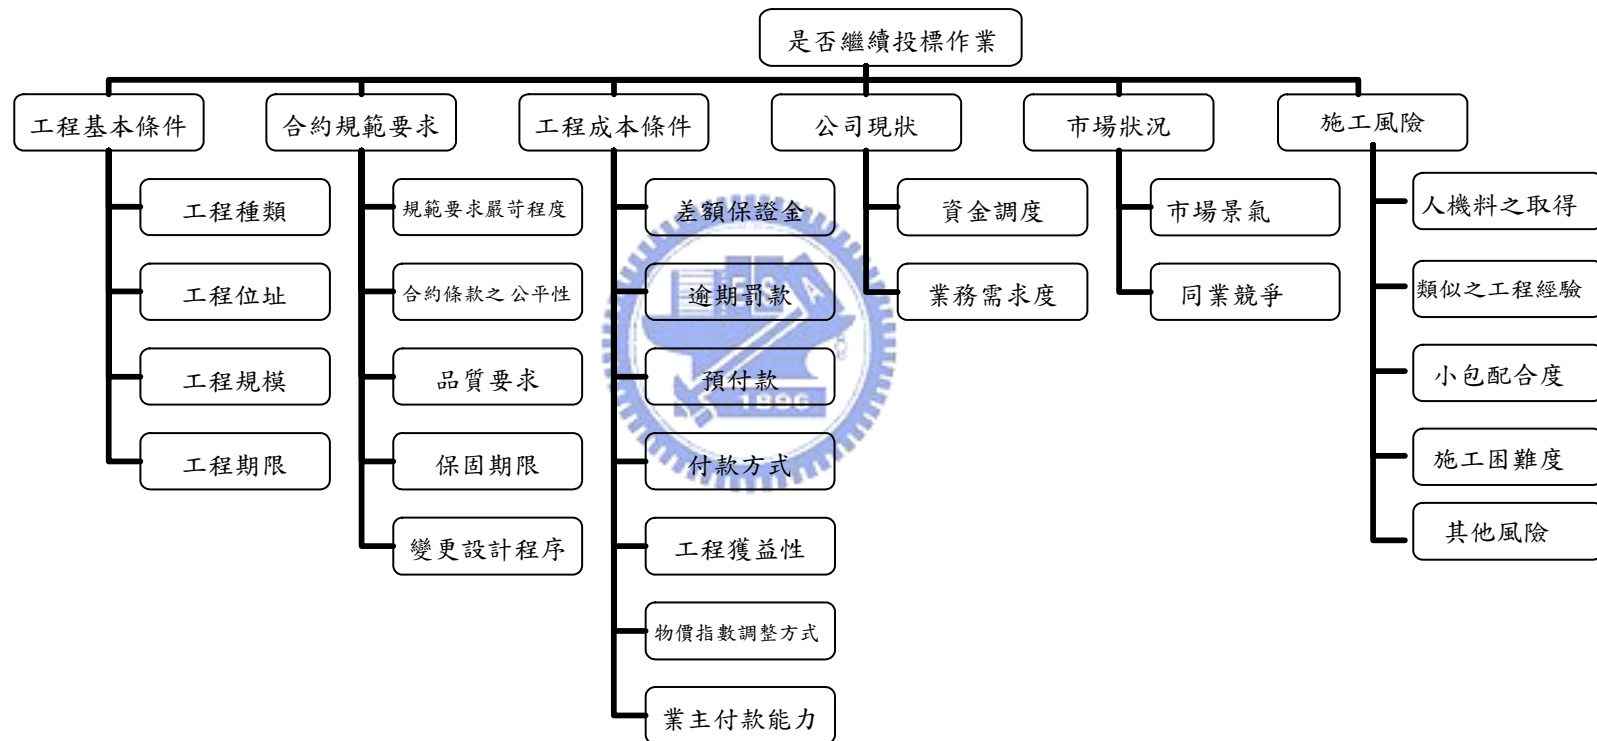 是否繼續投標作業
工程基本條件
合約規範要求
工程成本條件
公司現狀
市場狀況
施工風險
工程種類
工程位址
工程規模
工程期限
規範要求嚴苛程度
合約條款之 公平性
品質要求
保固期限
變更設計程序
差額保證金
逾期罰款
預付款
付款方式
工程獲益性
物價指數調整方式
業主付款能力
資金調度
業務需求度
市場景氣
同業競爭
人機料之取得
類似之工程經驗
小包配合度
施工困難度
其他風險
1896